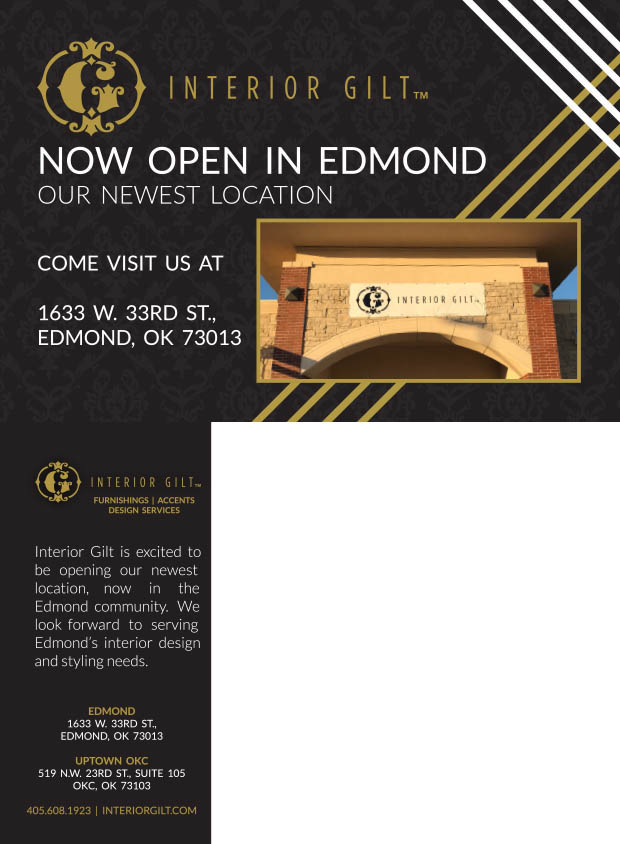 INTERIOR GILT™
NOW OPEN IN EDMOND
OUR NEWEST LOCATION
COME VISIT US AT
1633 W. 33RD ST.,
EDMOND, OK 73013
INTERIOR GILT™
INTERIOR GILT™
FURNISHINGS | ACCENTS
DESIGN SERVICES
Interior Gilt is excited to
be opening our newest
location, now in the
Edmond community. We
look forward to serving
Edmond's interior design
and styling needs.
EDMOND
1633 W. 33RD ST.,
EDMOND, OK 73013
UPTOWN OKC
519 N.W. 23RD ST., SUITE 105
OKC, OK 73103
405.608.1923 | INTERIORGILT.COM